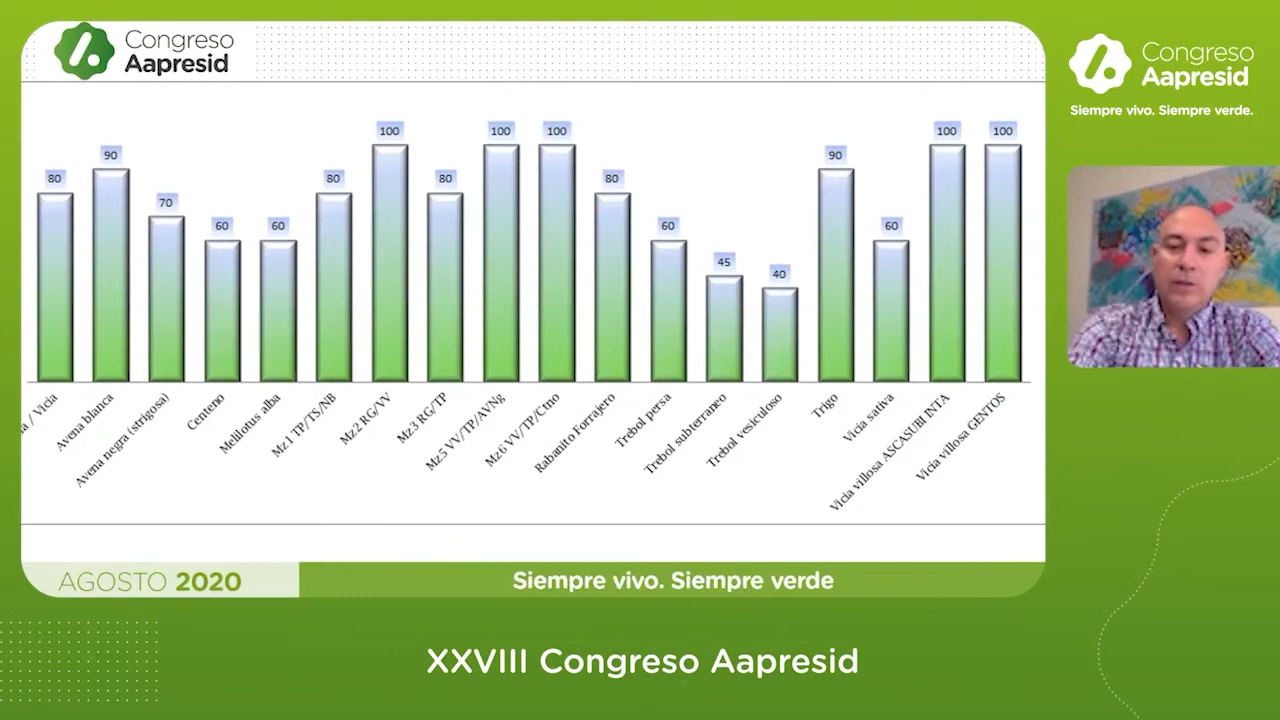 Congreso
Aapresid
Congreso
Aapresid
Siempre vivo. Siempre verde.
80
90
70
60
60
80
100
80
100
100
80
60
45
40
90
60
100
100
/ Vicia
Avena blanca
Avena negra (strigosa)
Centeno
Melilotus alba
Mz1 TP/TS/NB
Mz2 RG/VV
Mz3 RG/TP
Mz5 VV/TP/AVNg
Mz6 VV/TP/Ctno
Rabanito Forrajero
Trebol persa
Trebol subterraneo
Trebol vesiculoso
Trigo
Vicia sativa
Vicia villosa ASCASUBI INTA
Vicia villosa GENTOS
AGOSTO 2020
Siempre vivo. Siempre verde
XXVIII Congreso Aapresid